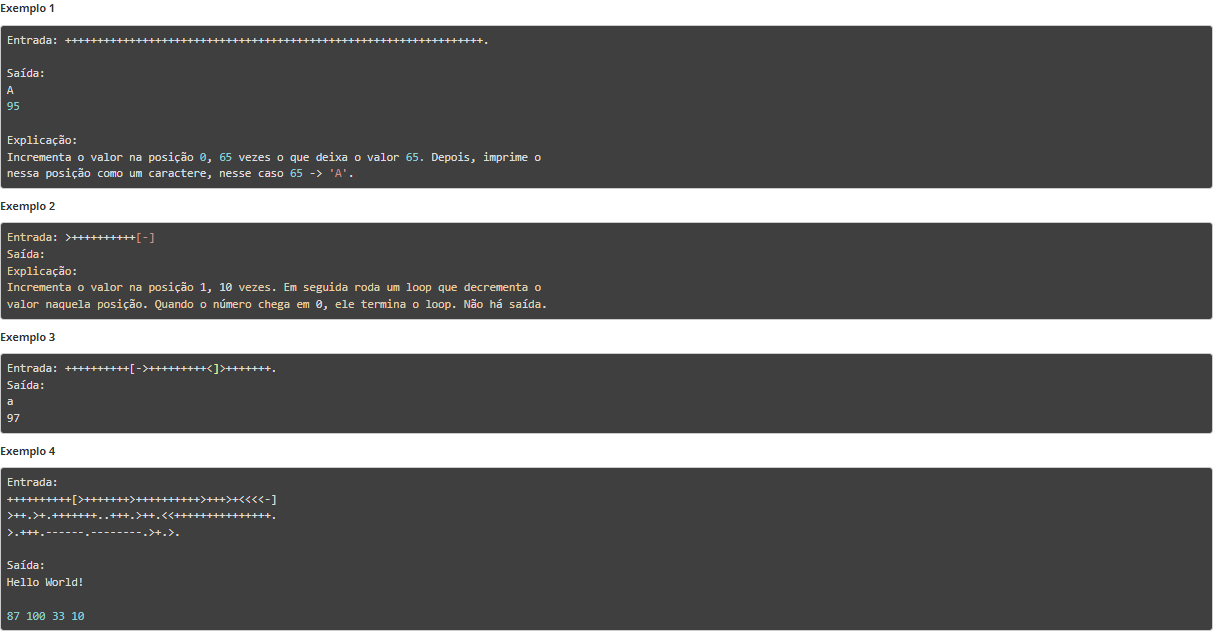 Exemplo 1
Entrada: +++++++++++++++++++++++++++++++++++++++++++++++++++++++++++++++++.
Saída:
A
95
Explicação:
Incrementa o valor na posição 0, 65 vezes o que deixa o valor 65. Depois, imprime o
nessa posição como um caractere, nesse caso 65 -> 'A'.
Exemplo 2
Entrada: >++++++++++[-]
Saída:
Explicação:
Incrementa o valor na posição 1, 10 vezes. Em seguida roda um loop que decrementa o
valor naquela posição. Quando o número chega em 0, ele termina o loop. Não há saída.
Exemplo 3
Entrada: ++++++++++[->+++++++++<]>+++++++.
Saída:
a
97
Exemplo 4
Entrada:
++++++++++[>+++++++>++++++++++>+++>+<<<<-]
>++.>+.+++++++..+++.>++.<<+++++++++++++++.
>.+++.------.--------.>+.>.
Saída:
Hello World!
87 100 33 10